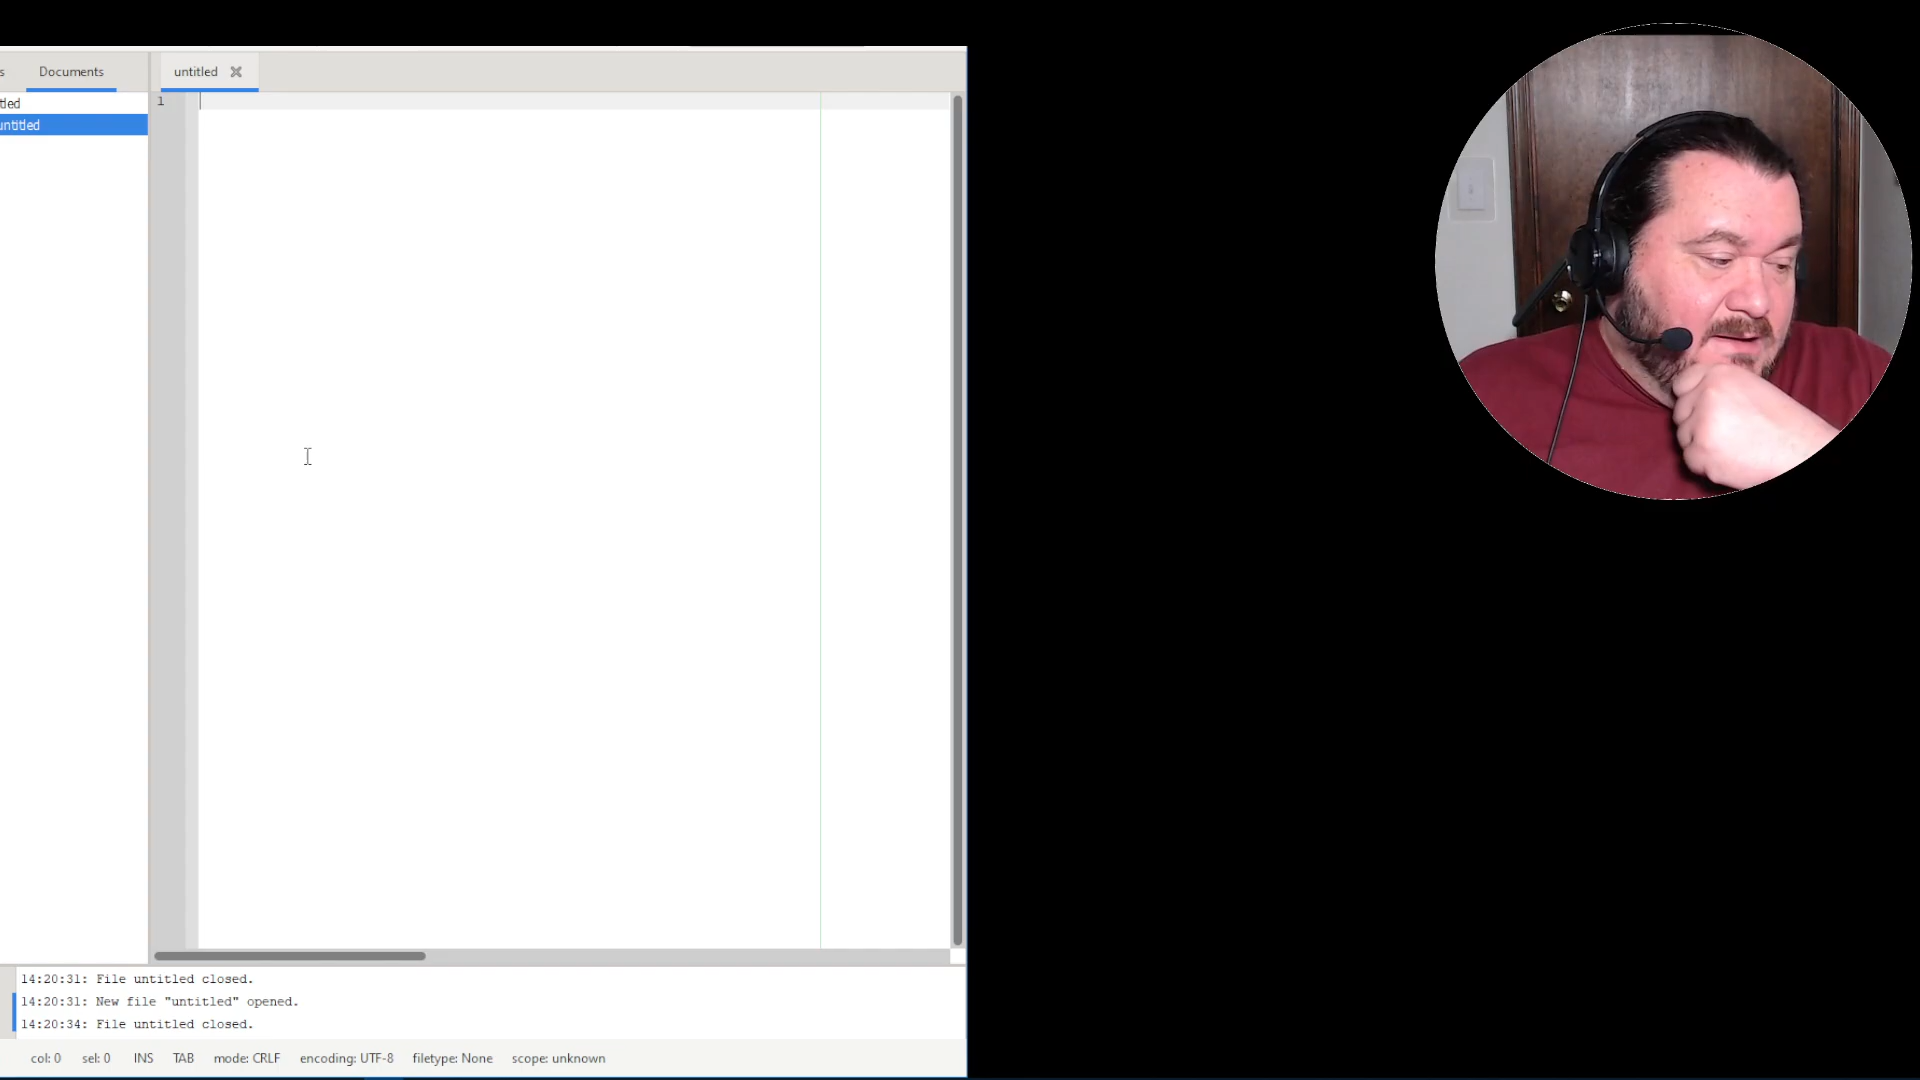 s Documents untitled
tled
untitled
1
14:20:31: File untitled closed.
14:20:31: New file "untitled" opened.
14:20:34: File untitled closed.
col: 0 sel: 0 INS TAB mode: CRLF encoding: UTF-8 filetype: None scope: unknown